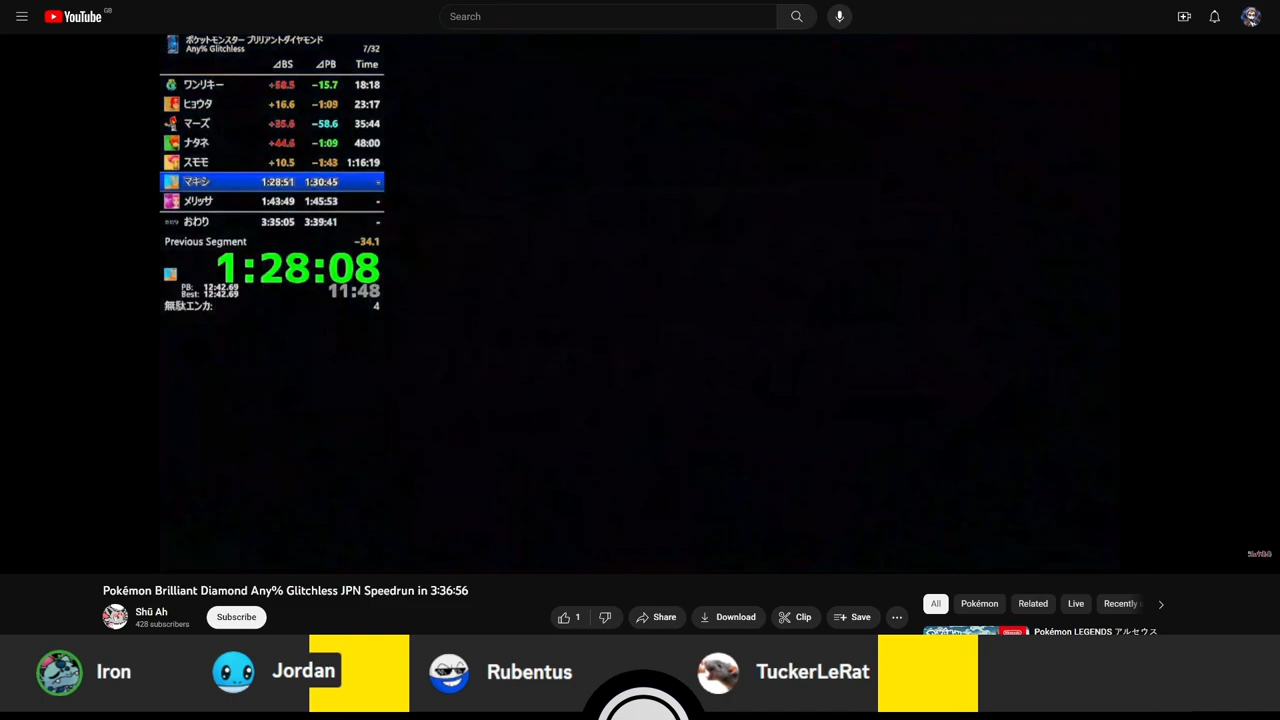 YouTube GB
Search
ポケットモンスター ブリリアントダイヤモンド
Any% Glitchless 7/32
⊿BS ⊿PB Time
ワンリキー +58.5 −15.7 18:18
ヒョウタ +16.6 −1:09 23:17
マーズ +35.6 −58.6 35:44
ナタネ +44.6 −1:09 48:00
スモモ +10.5 −1:43 1:16:19
マキシ 1:28:51 1:30:45 -
メリッサ 1:43:49 1:45:53 -
おわり 3:35:05 3:39:41 -
Previous Segment −34.1
1:28:08
PB: 12:42.69
Best: 12:42.69
11:48
無駄エンカ: 4
Pokémon Brilliant Diamond Any% Glitchless JPN Speedrun in 3:36:56
Shū Ah
428 subscribers
Subscribe
1
Share
Download
Clip
Save
All
Pokémon
Related
Live
Recently
Pokémon LEGENDS アルセウス
Iron
Jordan
Rubentus
TuckerLeRat